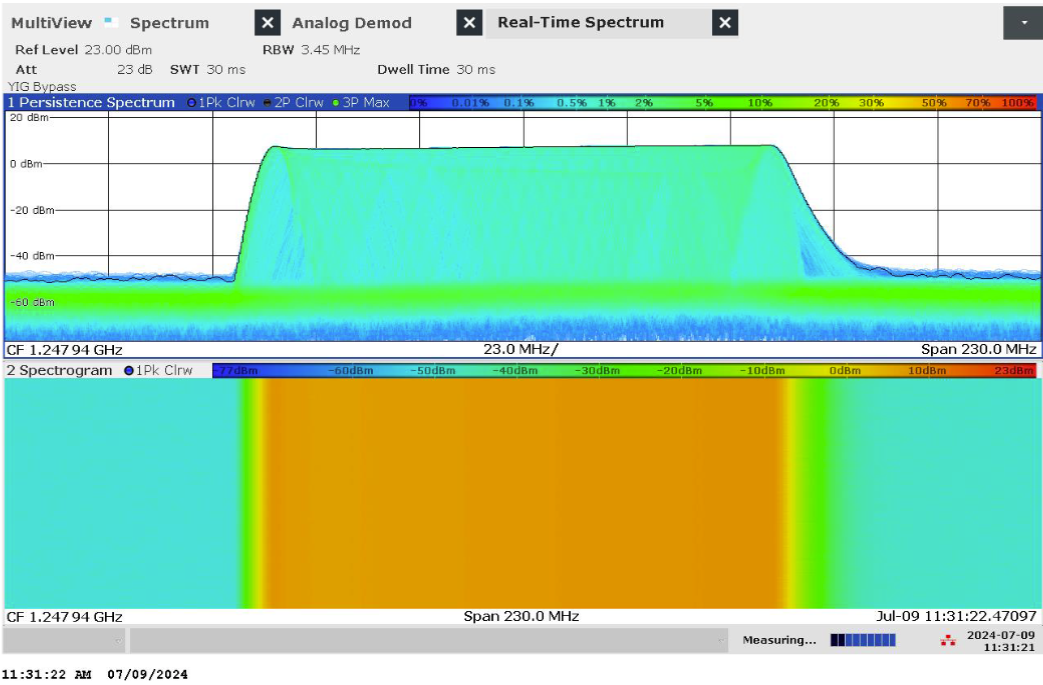 MultiView Spectrum X Analog Demod X Real-Time Spectrum X
Ref Level 23.00 dBm RBW 3.45 MHz
Att 23 dB SWT 30 ms Dwell Time 30 ms
YIG Bypass
1 Persistence Spectrum 1Pk Clrw 2P Clrw 3P Max 0% 0.01% 0.1% 0.5% 1% 2% 5% 10% 20% 30% 50% 70% 100%
20 dBm
0 dBm
-20 dBm
-40 dBm
-60 dBm
CF 1.247 94 GHz 23.0 MHz/ Span 230.0 MHz
2 Spectrogram 1Pk Clrw -77dBm -60dBm -50dBm -40dBm -30dBm -20dBm -10dBm 0dBm 10dBm 23dBm
CF 1.247 94 GHz Span 230.0 MHz Jul-09 11:31:22.47097
Measuring... 2024-07-09
11:31:21
11:31:22 AM 07/09/2024